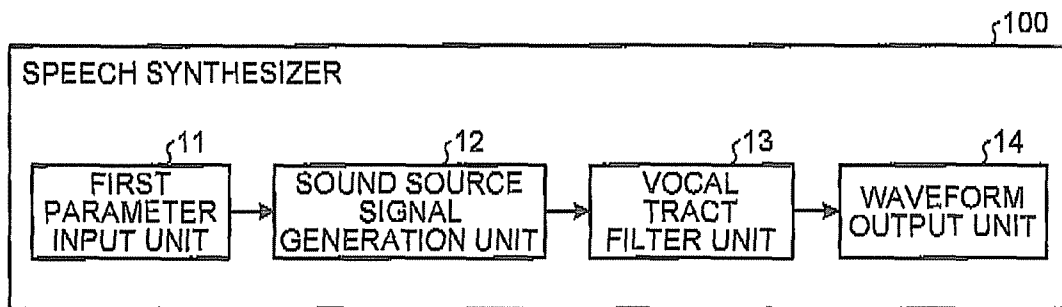 100
SPEECH SYNTHESIZER
11
FIRST
PARAMETER
INPUT UNIT
12
SOUND SOURCE
SIGNAL
GENERATION UNIT
13
VOCAL
TRACT
FILTER UNIT
14
WAVEFORM
OUTPUT UNIT